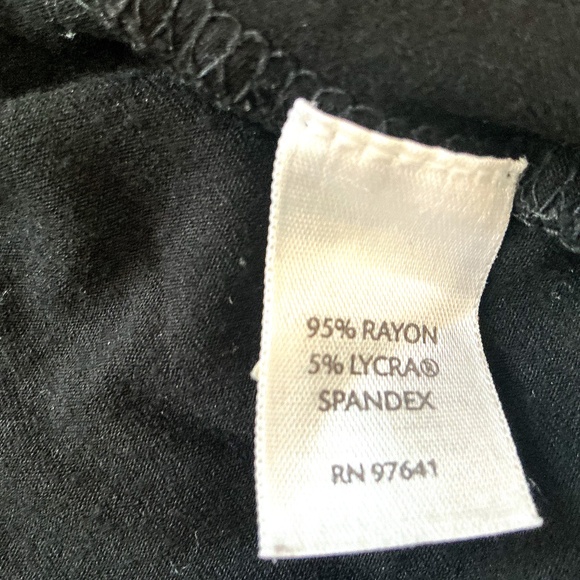 95% RAYON
5% LYCRA®
SPANDEX
RN 97641